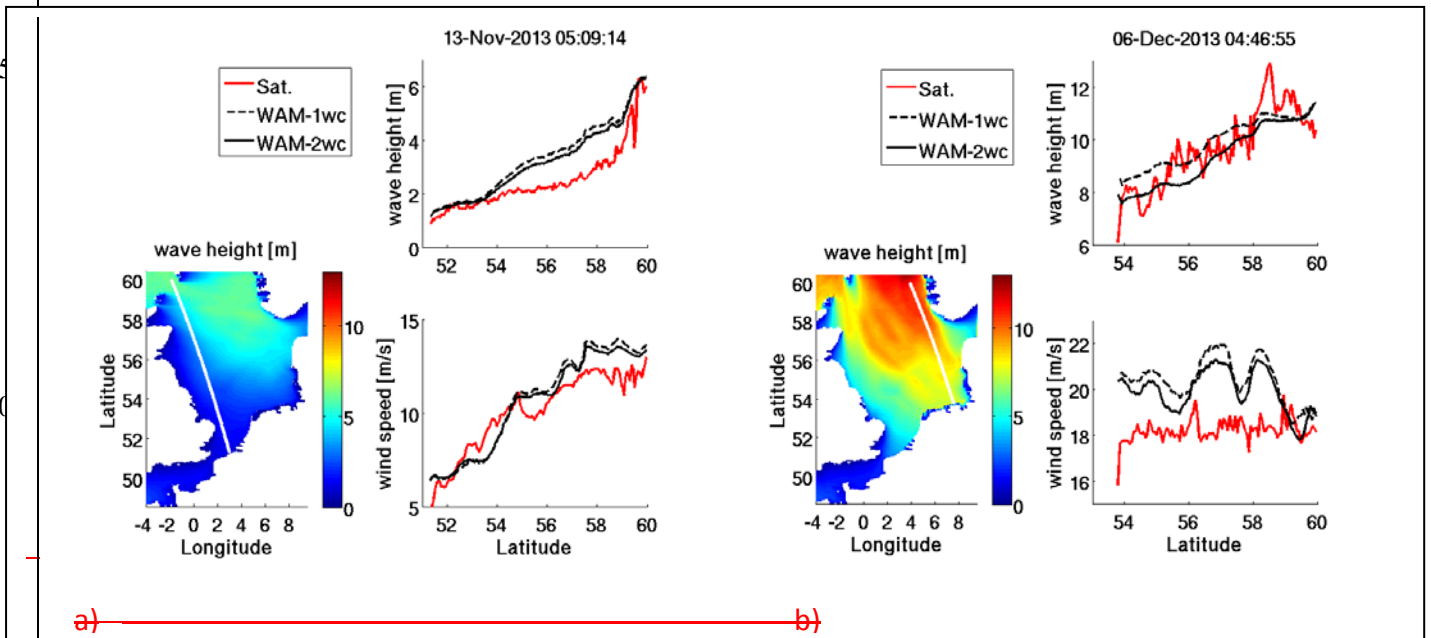 13-Nov-2013 05:09:14
Sat.
WAM-1wc
WAM-2wc
wave height [m]
6
4
2
0
52 54 56 58 60
wave height [m]
60
58
56
54
52
50
Latitude
-4 -2 0 2 4 6 8
Longitude
10
5
0
wind speed [m/s]
15
10
5
52 54 56 58 60
Latitude
06-Dec-2013 04:46:55
Sat.
WAM-1wc
WAM-2wc
wave height [m]
12
10
8
6
54 56 58 60
wave height [m]
60
58
56
54
52
50
Latitude
-4 -2 0 2 4 6 8
Longitude
10
5
0
wind speed [m/s]
22
20
18
16
54 56 58 60
Latitude
a) b)